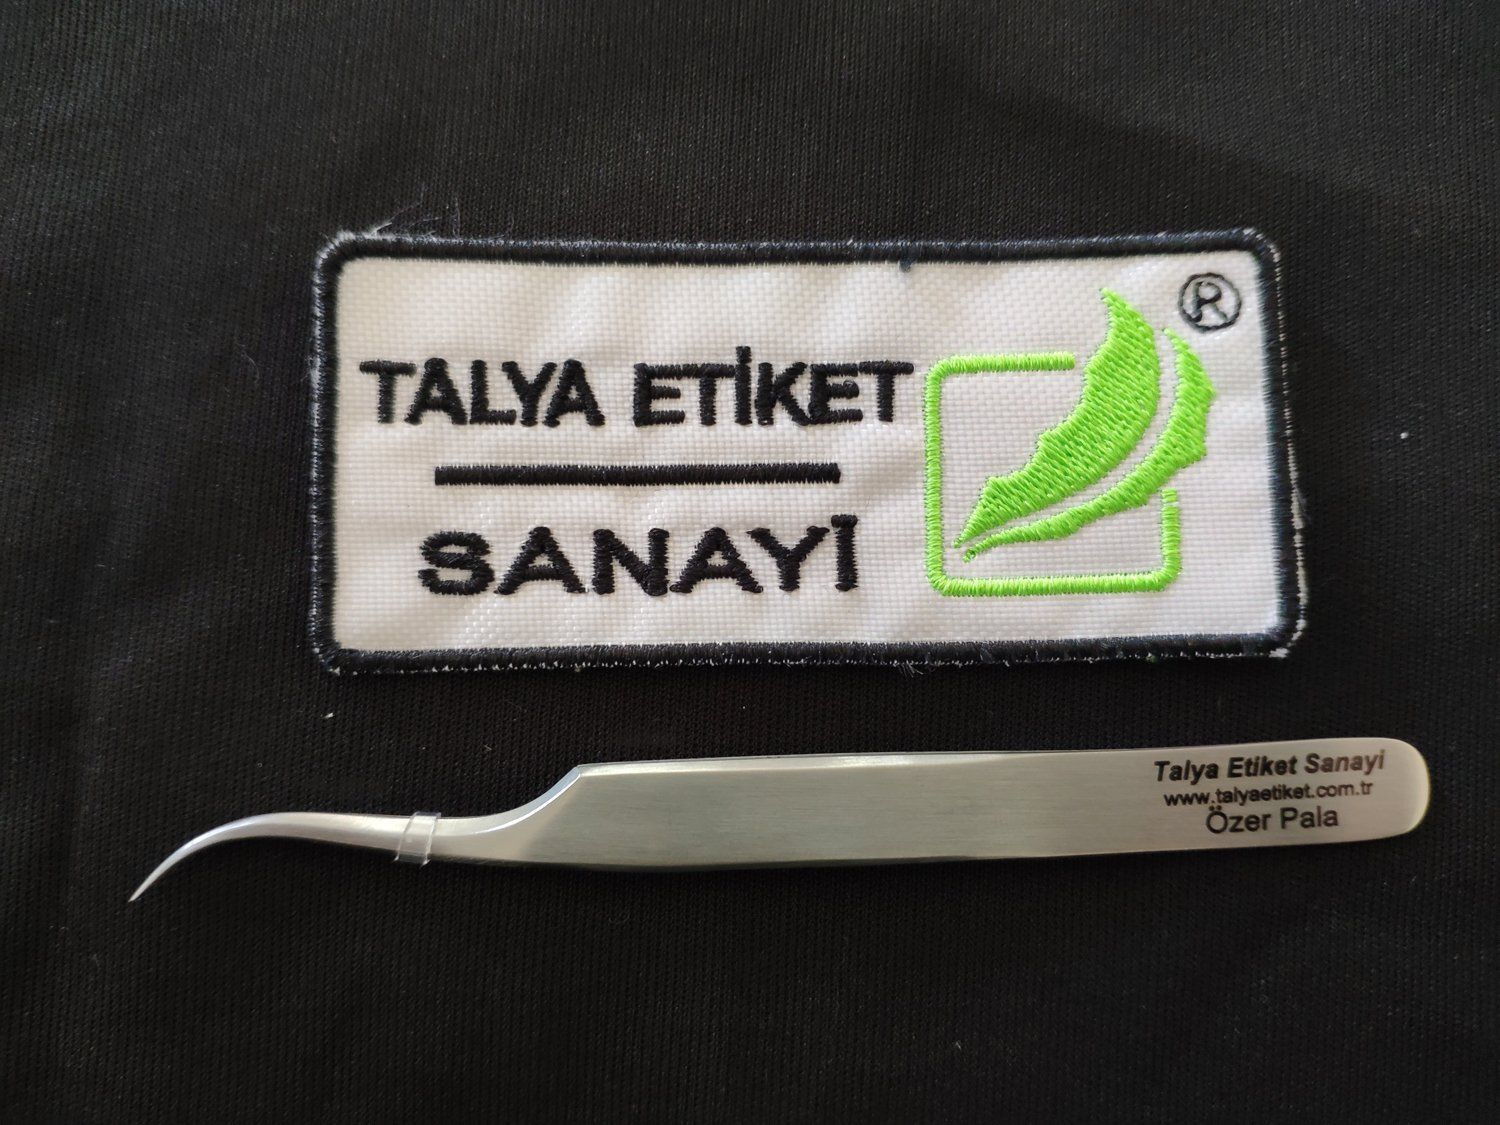 TALYA ETİKET
SANAYİ
®
Talya Etiket Sanayi
www.talyaetiket.com.tr
Özer Pala